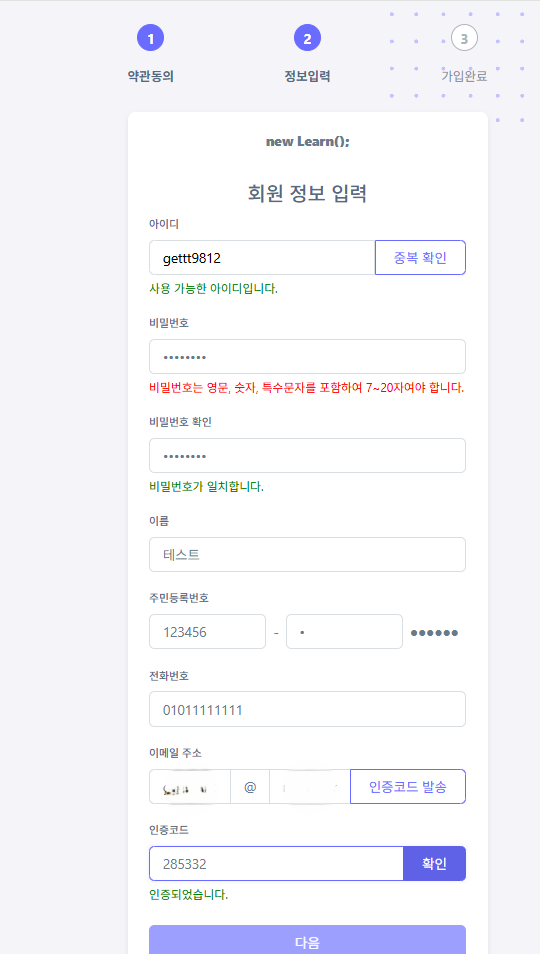 1
2
3
약관동의
정보입력
가입완료
new Learn();
회원 정보 입력
아이디
gettt9812
중복 확인
사용 가능한 아이디입니다.
비밀번호
••••••••
비밀번호는 영문, 숫자, 특수문자를 포함하여 7~20자여야 합니다.
비밀번호 확인
••••••••
비밀번호가 일치합니다.
이름
테스트
주민등록번호
123456 - • ●●●●●●
전화번호
01011111111
이메일 주소
@ 인증코드 발송
인증코드
285332 확인
인증되었습니다.
다음